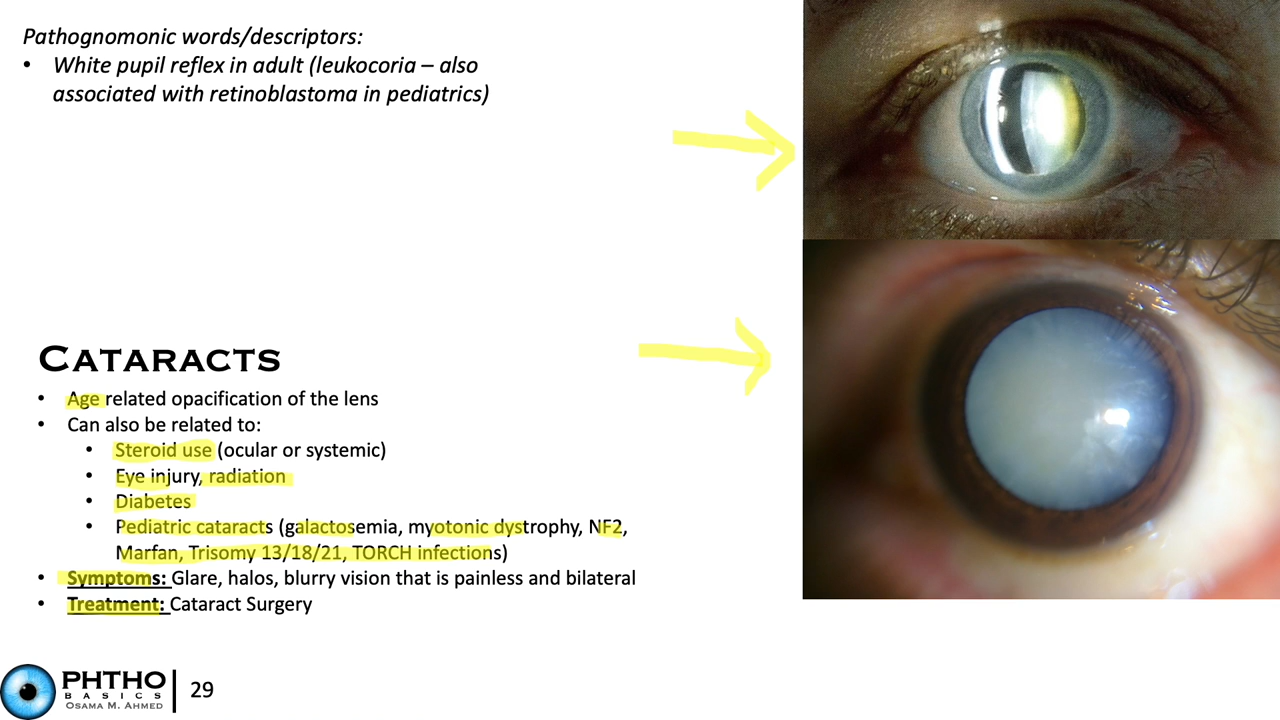 Pathognomonic words/descriptors:
• White pupil reflex in adult (leukocoria – also
associated with retinoblastoma in pediatrics)
CATARACTS
• Age related opacification of the lens
• Can also be related to:
• Steroid use (ocular or systemic)
• Eye injury, radiation
• Diabetes
• Pediatric cataracts (galactosemia, myotonic dystrophy, NF2,
Marfan, Trisomy 13/18/21, TORCH infections)
• Symptoms: Glare, halos, blurry vision that is painless and bilateral
• Treatment: Cataract Surgery
PHTHO
BASICS
OSAMA M. AHMED
29